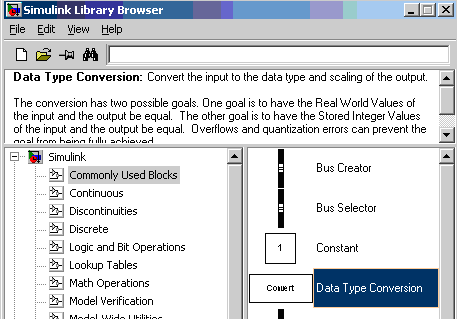 Simulink Library Browser
File Edit View Help
Data Type Conversion: Convert the input to the data type and scaling of the output.
The conversion has two possible goals. One goal is to have the Real World Values of
the input and the output be equal. The other goal is to have the Stored Integer Values
of the input and the output be equal. Overflows and quantization errors can prevent the
goal from being fully achieved.
Simulink
Commonly Used Blocks
Continuous
Discontinuities
Discrete
Logic and Bit Operations
Lookup Tables
Math Operations
Model Verification
Model-Wide Utilities
Bus Creator
Bus Selector
1 Constant
Convert Data Type Conversion